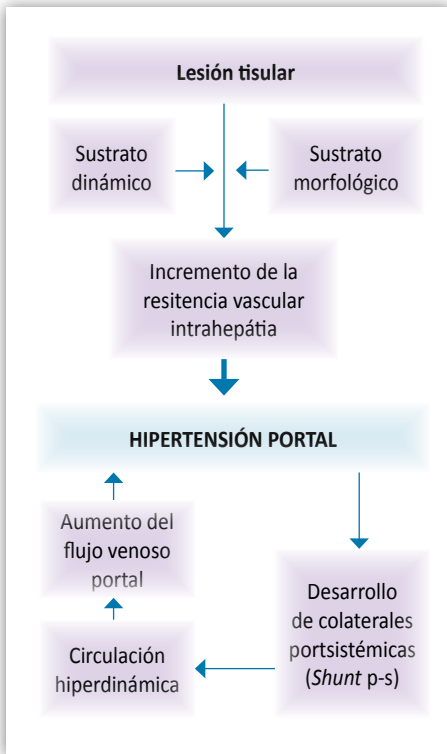 Lesión tisular
Sustrato
dinámico
Sustrato
morfológico
Incremento de la
resitencia vascular
intrahepátia
HIPERTENSIÓN PORTAL
Aumento del
flujo venoso
portal
Desarrollo
de colaterales
portsistémicas
(Shunt p-s)
Circulación
hiperdinámica